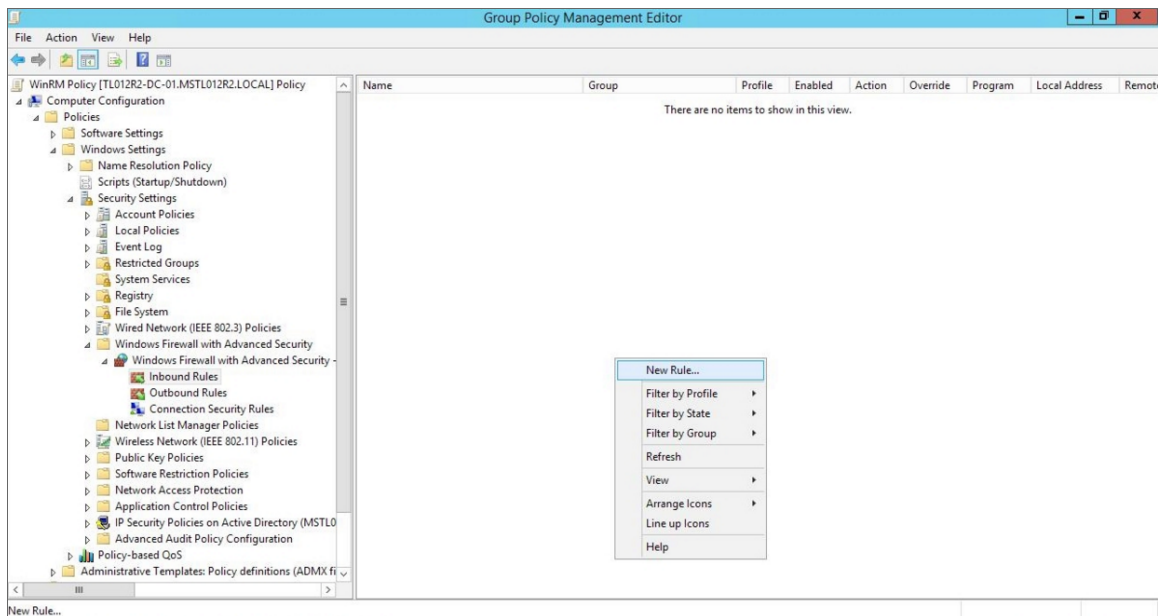 Group Policy Management Editor
File Action View Help
WinRM Policy [TL012R2-DC-01.MSTL012R2.LOCAL] Policy
Computer Configuration
Policies
Software Settings
Windows Settings
Name Resolution Policy
Scripts (Startup/Shutdown)
Security Settings
Account Policies
Local Policies
Event Log
Restricted Groups
System Services
Registry
File System
Wired Network (IEEE 802.3) Policies
Windows Firewall with Advanced Security
Windows Firewall with Advanced Security -
Inbound Rules
Outbound Rules
Connection Security Rules
Network List Manager Policies
Wireless Network (IEEE 802.11) Policies
Public Key Policies
Software Restriction Policies
Network Access Protection
Application Control Policies
IP Security Policies on Active Directory (MSTL0
Advanced Audit Policy Configuration
Policy-based QoS
Administrative Templates: Policy definitions (ADMX fi
Name Group Profile Enabled Action Override Program Local Address Remot
There are no items to show in this view.
New Rule...
Filter by Profile
Filter by State
Filter by Group
Refresh
View
Arrange Icons
Line up Icons
Help
New Rule...